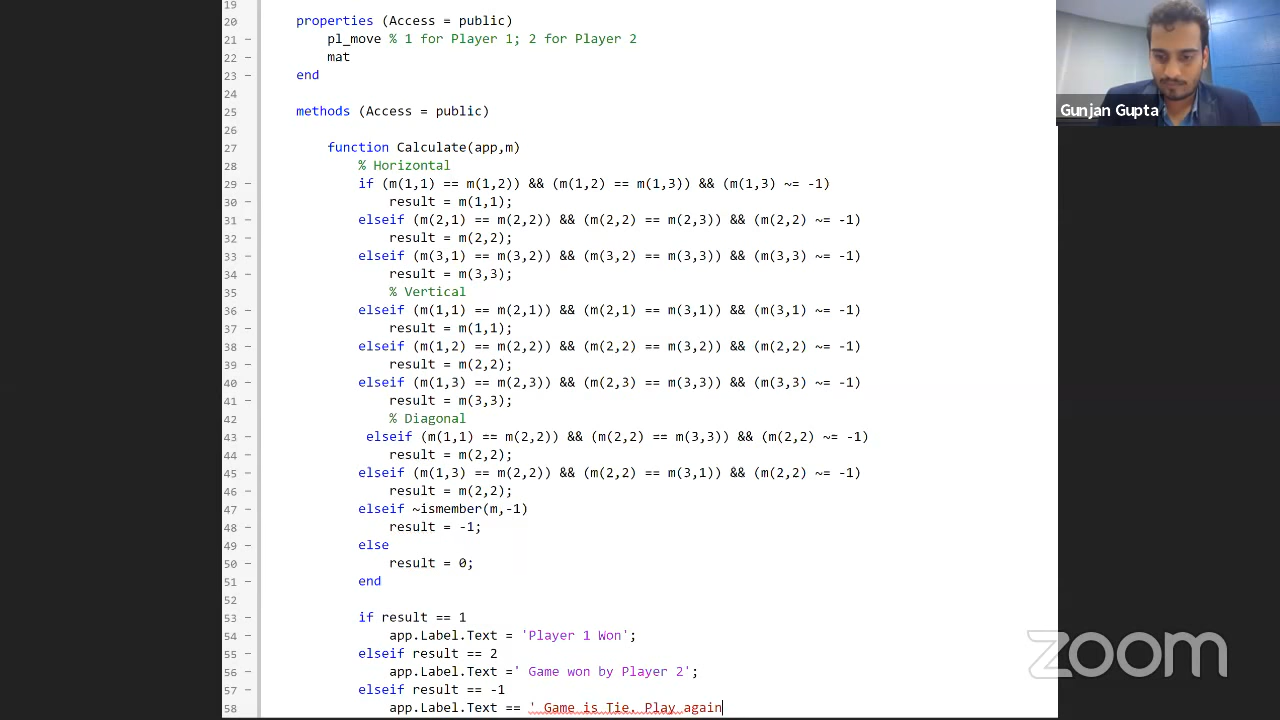 19
20 properties (Access = public)
21 - pl_move % 1 for Player 1; 2 for Player 2
22 - mat
23 - end
24
25 methods (Access = public)
26
27 function Calculate(app,m)
28 % Horizontal
29 - if (m(1,1) == m(1,2)) && (m(1,2) == m(1,3)) && (m(1,3) ~= -1)
30 - result = m(1,1);
31 - elseif (m(2,1) == m(2,2)) && (m(2,2) == m(2,3)) && (m(2,2) ~= -1)
32 - result = m(2,2);
33 - elseif (m(3,1) == m(3,2)) && (m(3,2) == m(3,3)) && (m(3,3) ~= -1)
34 - result = m(3,3);
35 % Vertical
36 - elseif (m(1,1) == m(2,1)) && (m(2,1) == m(3,1)) && (m(3,1) ~= -1)
37 - result = m(1,1);
38 - elseif (m(1,2) == m(2,2)) && (m(2,2) == m(3,2)) && (m(2,2) ~= -1)
39 - result = m(2,2);
40 - elseif (m(1,3) == m(2,3)) && (m(2,3) == m(3,3)) && (m(3,3) ~= -1)
41 - result = m(3,3);
42 % Diagonal
43 - elseif (m(1,1) == m(2,2)) && (m(2,2) == m(3,3)) && (m(2,2) ~= -1)
44 - result = m(2,2);
45 - elseif (m(1,3) == m(2,2)) && (m(2,2) == m(3,1)) && (m(2,2) ~= -1)
46 - result = m(2,2);
47 - elseif ~ismember(m,-1)
48 - result = -1;
49 - else
50 - result = 0;
51 - end
52
53 - if result == 1
54 - app.Label.Text = 'Player 1 Won';
55 - elseif result == 2
56 - app.Label.Text =' Game won by Player 2';
57 - elseif result == -1
58 app.Label.Text == ' Game is Tie. Play again
Gunjan Gupta
zoom